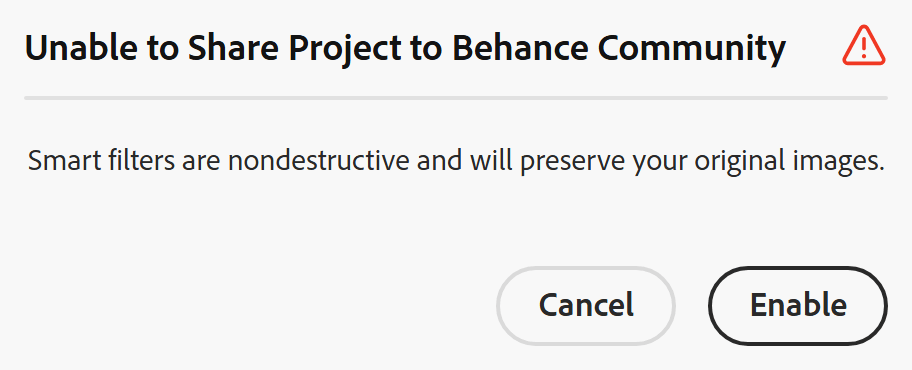 Unable to Share Project to Behance Community
Smart filters are nondestructive and will preserve your original images.
Cancel
Enable